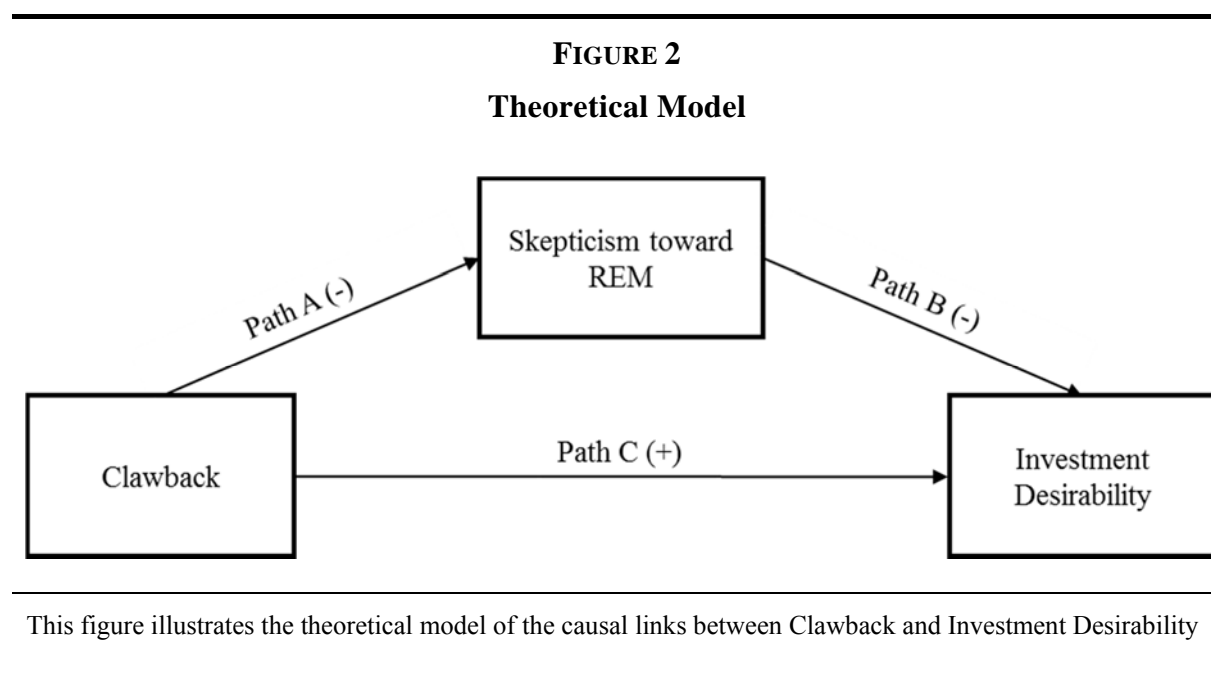 FIGURE 2
Theoretical Model
Skepticism toward
REM
Path A (-)
Path B (-)
Clawback
Path C (+)
Investment
Desirability
This figure illustrates the theoretical model of the causal links between Clawback and Investment Desirability